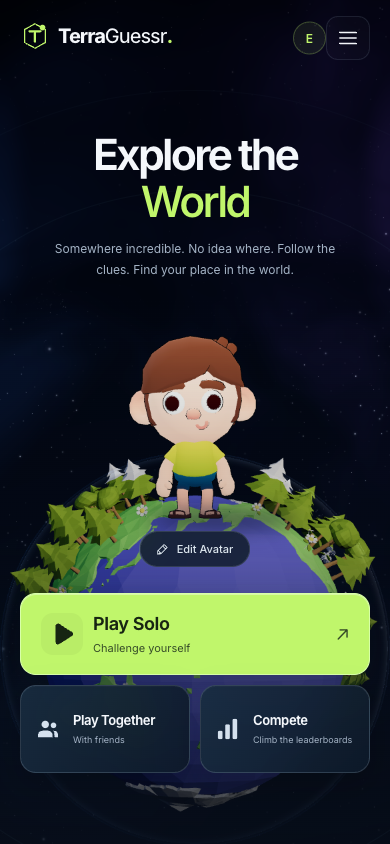 TerraGuessr.
E
Explore the
World
Somewhere incredible. No idea where. Follow the
clues. Find your place in the world.
Edit Avatar
Play Solo
Challenge yourself
Play Together
With friends
Compete
Climb the leaderboards